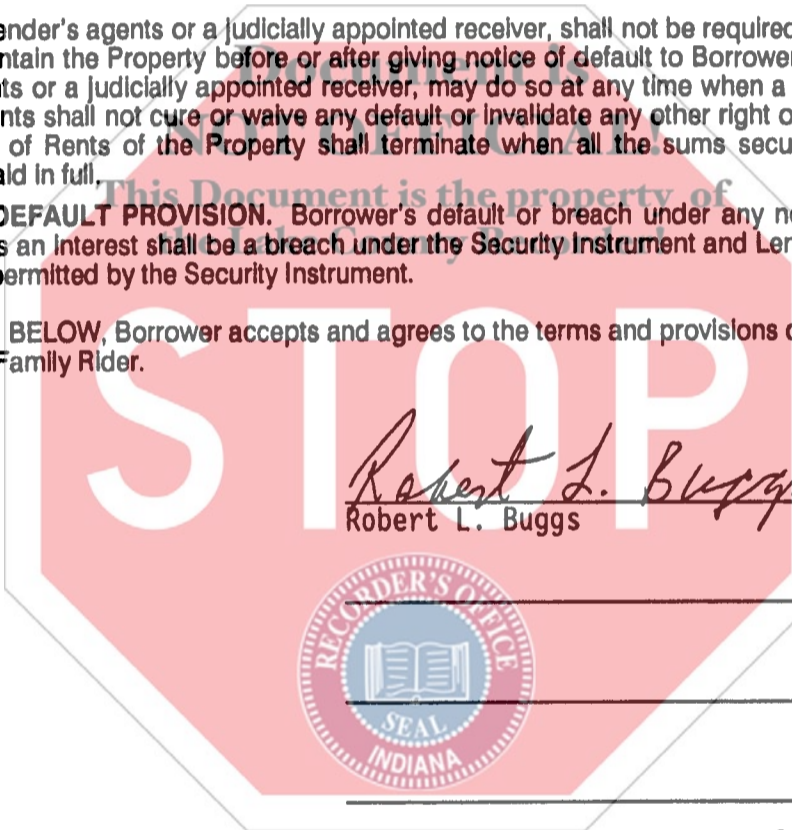 ender's agents or a judicially appointed receiver, shall not be required
ntain the Property before or after giving notice of default to Borrower
ts or a judicially appointed receiver, may do so at any time when a
nts shall not cure or waive any default or invalidate any other right o
of Rents of the Property shall terminate when all the sums secu
ld in full.
Document is
NOT OFFICIAL!
This Document is the property of
the Lake County Recorder!
DEFAULT PROVISION. Borrower's default or breach under any n
s an interest shall be a breach under the Security Instrument and Len
permitted by the Security Instrument.
BELOW, Borrower accepts and agrees to the terms and provisions
Family Rider.
STOP
Robert L. Buggs
Robert L. Buggs
RECORDER'S OFFICE
SEAL
INDIANA